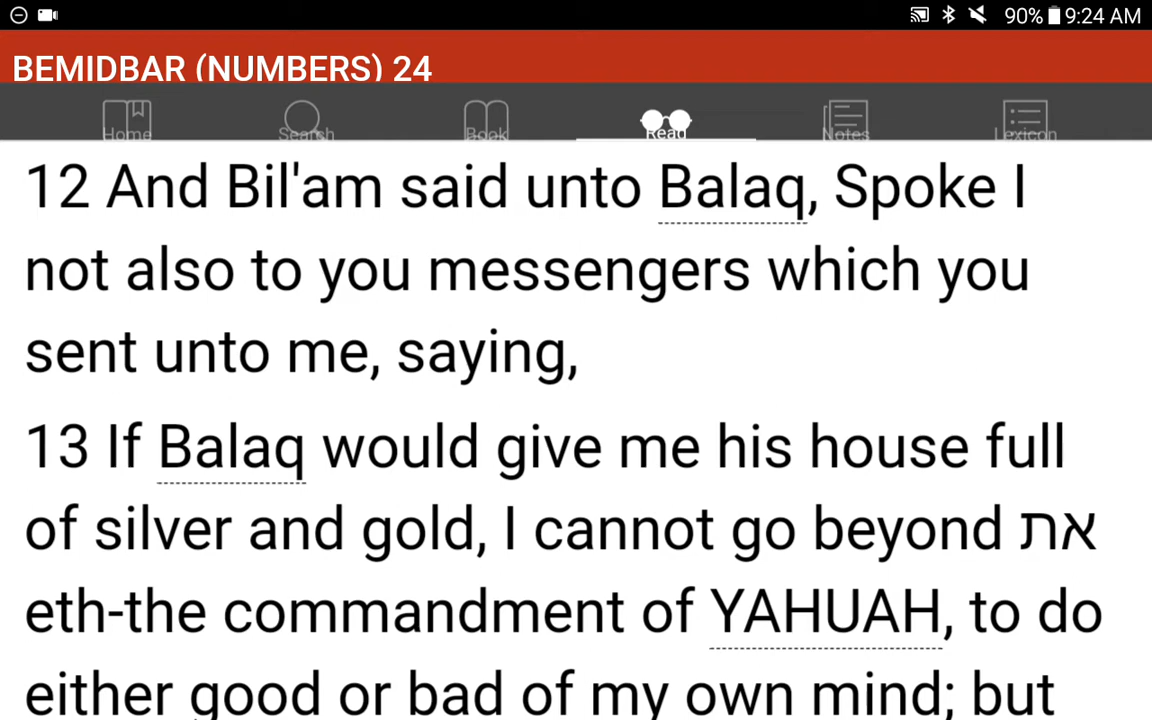 90% 9:24 AM
BEMIDBAR (NUMBERS) 24
Home Search Book Read Notes Lexicon
12 And Bil'am said unto Balaq, Spoke I
not also to you messengers which you
sent unto me, saying,
13 If Balaq would give me his house full
of silver and gold, I cannot go beyond את
eth-the commandment of YAHUAH, to do
either good or bad of my own mind; but